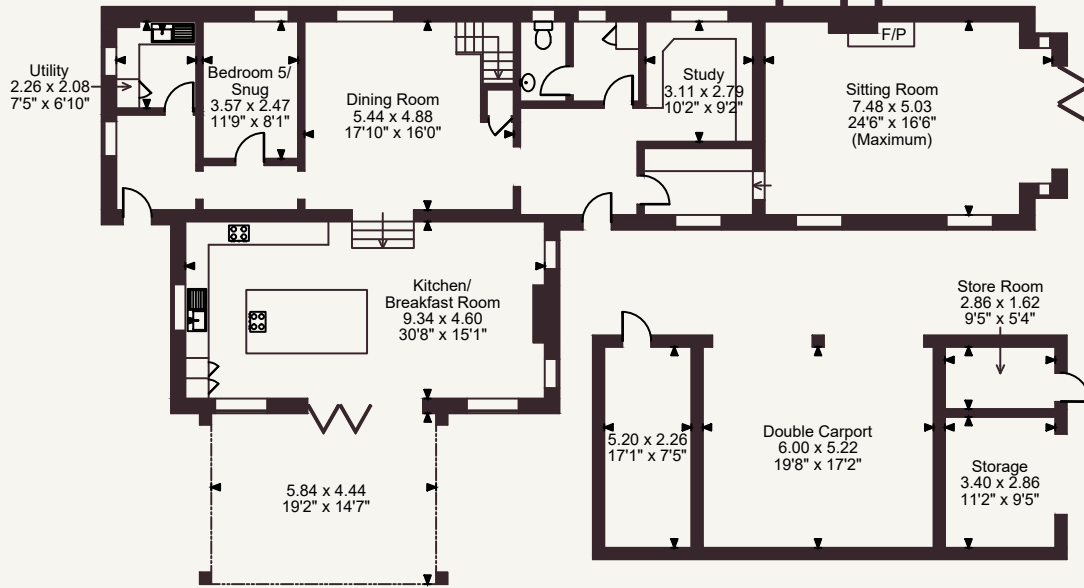 Utility
2.26 x 2.08
7'5" x 6'10"
Bedroom 5/
Snug
3.57 x 2.47
11'9" x 8'1"
Dining Room
5.44 x 4.88
17'10" x 16'0"
Study
3.11 x 2.79
10'2" x 9'2"
F/P
Sitting Room
7.48 x 5.03
24'6" x 16'6"
(Maximum)
Kitchen/
Breakfast Room
9.34 x 4.60
30'8" x 15'1"
Store Room
2.86 x 1.62
9'5" x 5'4"
5.20 x 2.26
17'1" x 7'5"
Double Carport
6.00 x 5.22
19'8" x 17'2"
Storage
3.40 x 2.86
11'2" x 9'5"
5.84 x 4.44
19'2" x 14'7"